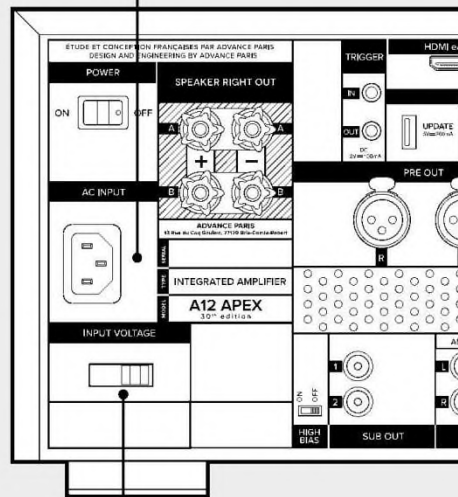 ÉTUDE ET CONCEPTION FRANÇAISES PAR ADVANCE PARIS
DESIGN AND ENGINEERING BY ADVANCE PARIS
POWER
ON
OFF
SPEAKER RIGHT OUT
A
A
+
−
B
B
TRIGGER
IN
OUT
DC
HDMI
UPDATE
AC INPUT
ADVANCE PARIS
PRE OUT
R
SERIAL
TYPE
INTEGRATED AMPLIFIER
MODEL
A12 APEX
30th edition
INPUT VOLTAGE
ON
OFF
HIGH
BIAS
1
2
SUB OUT
L
R